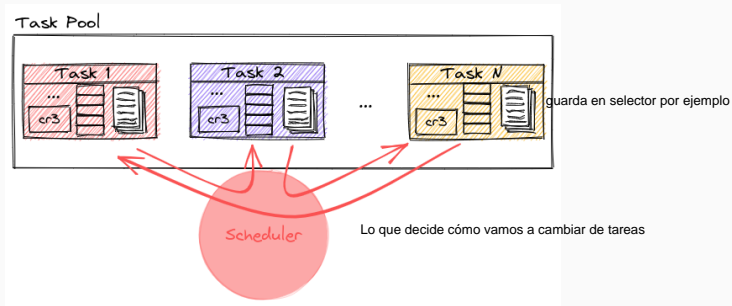 Task Pool
Task 1
Task 2
Task N
...
...
...
...
cr3
cr3
cr3
guarda en selector por ejemplo
Scheduler
Lo que decide cómo vamos a cambiar de tareas